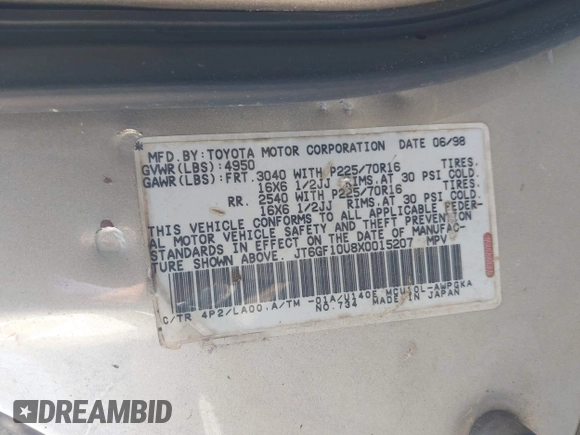 MFD.BY:TOYOTA MOTOR CORPORATION DATE 06/98
GVWR(LBS):4950
GAWR(LBS):FRT.3040 WITH P225/70R16 TIRES.
16X6 1/2JJ RIMS.AT 30 PSI COLD.
RR. 2540 WITH P225/70R16 TIRES.
16X6 1/2JJ RIMS.AT 30 PSI COLD.
THIS VEHICLE CONFORMS TO ALL APPLICABLE FEDER-
AL MOTOR VEHICLE SAFETY AND THEFT PREVENTION
STANDARDS IN EFFECT ON THE DATE OF MANUFAC-
TURE SHOWN ABOVE. JT6GF10U8X0015207 MPV
C/TR 4P2/LA00,A/TM -01A/U140F MCU10L-AWPGKA
NO.734 MADE IN JAPAN
DREAMBID